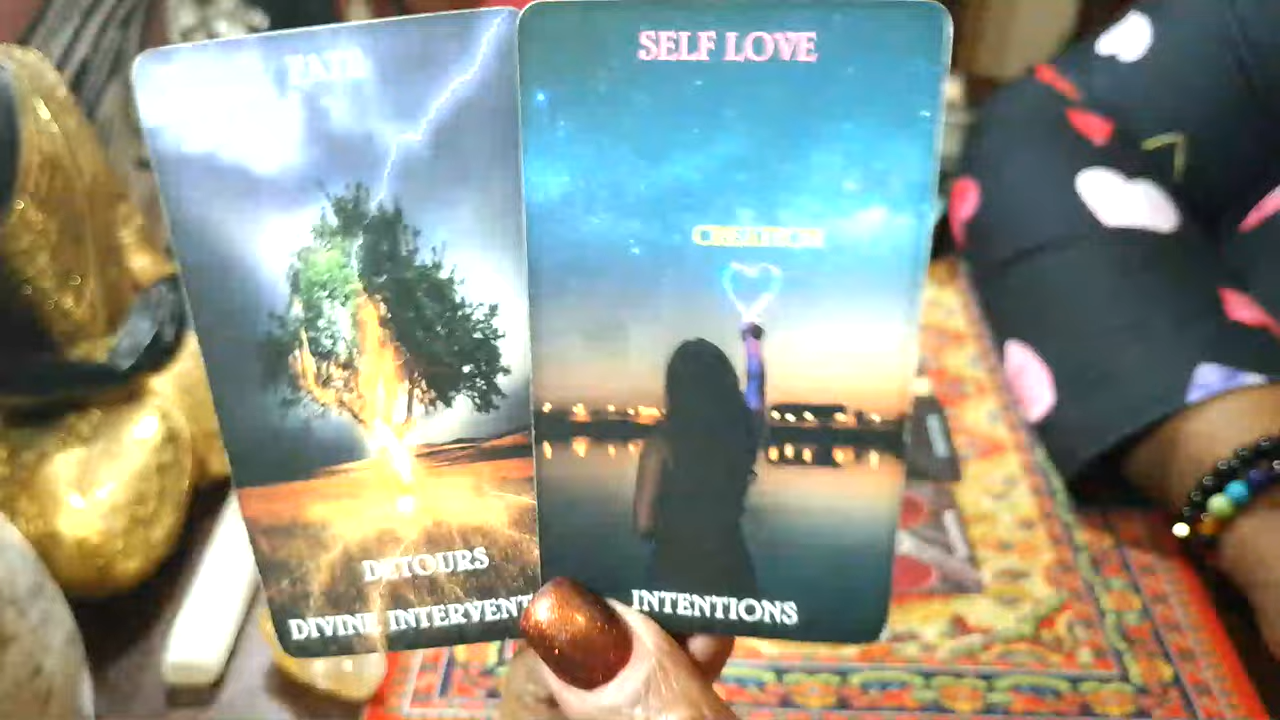 FATE
DETOURS
DIVINE INTERVENT
SELF LOVE
CREATION
INTENTIONS